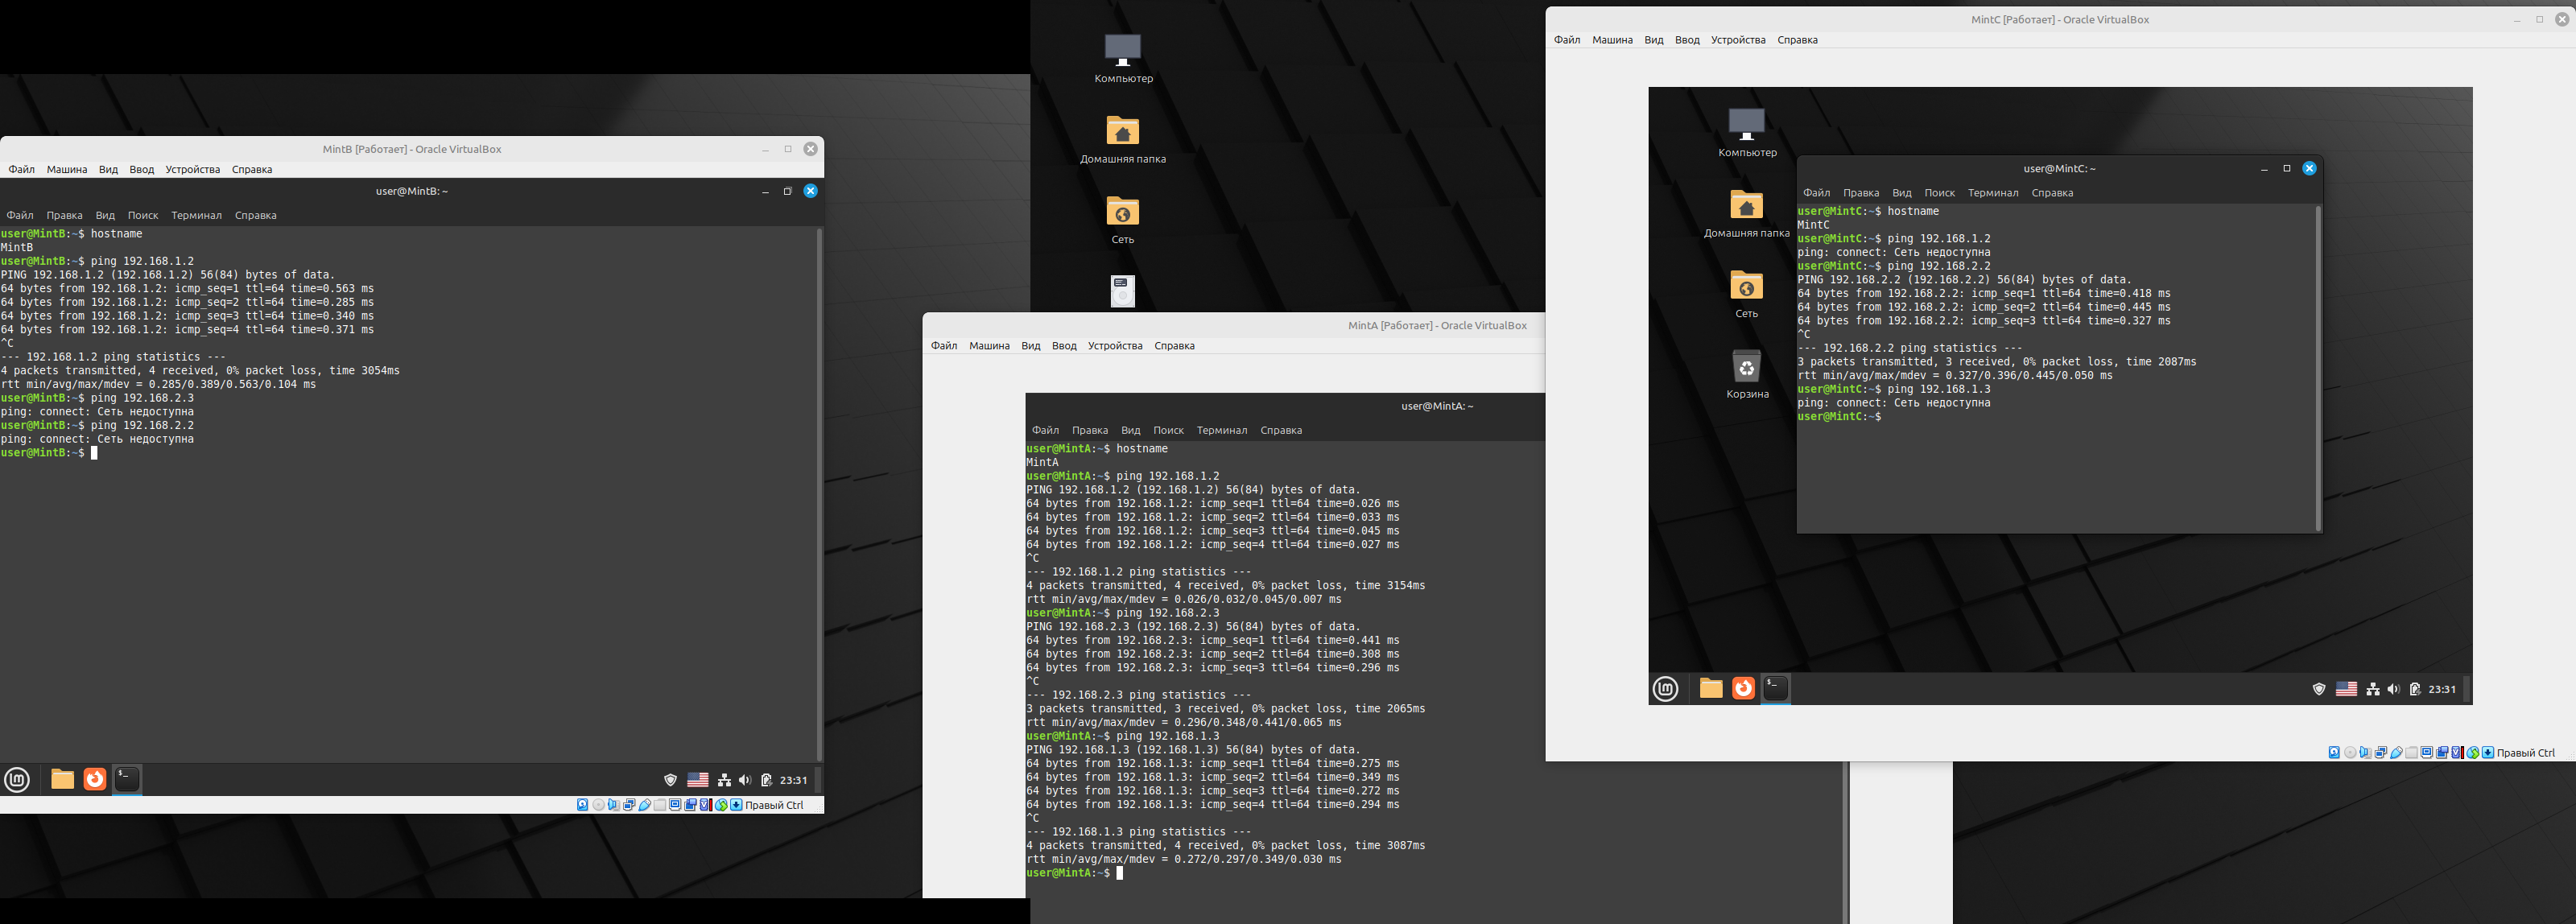 MintB [Работает] - Oracle VirtualBox
Файл Машина Вид Ввод Устройства Справка
user@MintB: ~
Файл Правка Вид Поиск Терминал Справка
user@MintB:~$ hostname
MintB
user@MintB:~$ ping 192.168.1.2
PING 192.168.1.2 (192.168.1.2) 56(84) bytes of data.
64 bytes from 192.168.1.2: icmp_seq=1 ttl=64 time=0.563 ms
64 bytes from 192.168.1.2: icmp_seq=2 ttl=64 time=0.285 ms
64 bytes from 192.168.1.2: icmp_seq=3 ttl=64 time=0.340 ms
64 bytes from 192.168.1.2: icmp_seq=4 ttl=64 time=0.371 ms
^C
--- 192.168.1.2 ping statistics ---
4 packets transmitted, 4 received, 0% packet loss, time 3054ms
rtt min/avg/max/mdev = 0.285/0.389/0.563/0.104 ms
user@MintB:~$ ping 192.168.2.3
ping: connect: Сеть недоступна
user@MintB:~$ ping 192.168.2.2
ping: connect: Сеть недоступна
user@MintB:~$
23:31
Правый Ctrl
Компьютер
Домашняя папка
Сеть
MintA [Работает] - Oracle VirtualBox
Файл Машина Вид Ввод Устройства Справка
user@MintA: ~
Файл Правка Вид Поиск Терминал Справка
user@MintA:~$ hostname
MintA
user@MintA:~$ ping 192.168.1.2
PING 192.168.1.2 (192.168.1.2) 56(84) bytes of data.
64 bytes from 192.168.1.2: icmp_seq=1 ttl=64 time=0.026 ms
64 bytes from 192.168.1.2: icmp_seq=2 ttl=64 time=0.033 ms
64 bytes from 192.168.1.2: icmp_seq=3 ttl=64 time=0.045 ms
64 bytes from 192.168.1.2: icmp_seq=4 ttl=64 time=0.027 ms
^C
--- 192.168.1.2 ping statistics ---
4 packets transmitted, 4 received, 0% packet loss, time 3154ms
rtt min/avg/max/mdev = 0.026/0.032/0.045/0.007 ms
user@MintA:~$ ping 192.168.2.3
PING 192.168.2.3 (192.168.2.3) 56(84) bytes of data.
64 bytes from 192.168.2.3: icmp_seq=1 ttl=64 time=0.441 ms
64 bytes from 192.168.2.3: icmp_seq=2 ttl=64 time=0.308 ms
64 bytes from 192.168.2.3: icmp_seq=3 ttl=64 time=0.296 ms
^C
--- 192.168.2.3 ping statistics ---
3 packets transmitted, 3 received, 0% packet loss, time 2065ms
rtt min/avg/max/mdev = 0.296/0.348/0.441/0.065 ms
user@MintA:~$ ping 192.168.1.3
PING 192.168.1.3 (192.168.1.3) 56(84) bytes of data.
64 bytes from 192.168.1.3: icmp_seq=1 ttl=64 time=0.275 ms
64 bytes from 192.168.1.3: icmp_seq=2 ttl=64 time=0.349 ms
64 bytes from 192.168.1.3: icmp_seq=3 ttl=64 time=0.272 ms
64 bytes from 192.168.1.3: icmp_seq=4 ttl=64 time=0.294 ms
^C
--- 192.168.1.3 ping statistics ---
4 packets transmitted, 4 received, 0% packet loss, time 3087ms
rtt min/avg/max/mdev = 0.272/0.297/0.349/0.030 ms
user@MintA:~$
MintC [Работает] - Oracle VirtualBox
Файл Машина Вид Ввод Устройства Справка
Компьютер
Домашняя папка
Сеть
Корзина
user@MintC: ~
Файл Правка Вид Поиск Терминал Справка
user@MintC:~$ hostname
MintC
user@MintC:~$ ping 192.168.1.2
ping: connect: Сеть недоступна
user@MintC:~$ ping 192.168.2.2
PING 192.168.2.2 (192.168.2.2) 56(84) bytes of data.
64 bytes from 192.168.2.2: icmp_seq=1 ttl=64 time=0.418 ms
64 bytes from 192.168.2.2: icmp_seq=2 ttl=64 time=0.445 ms
64 bytes from 192.168.2.2: icmp_seq=3 ttl=64 time=0.327 ms
^C
--- 192.168.2.2 ping statistics ---
3 packets transmitted, 3 received, 0% packet loss, time 2087ms
rtt min/avg/max/mdev = 0.327/0.396/0.445/0.050 ms
user@MintC:~$ ping 192.168.1.3
ping: connect: Сеть недоступна
user@MintC:~$
23:31
Правый Ctrl